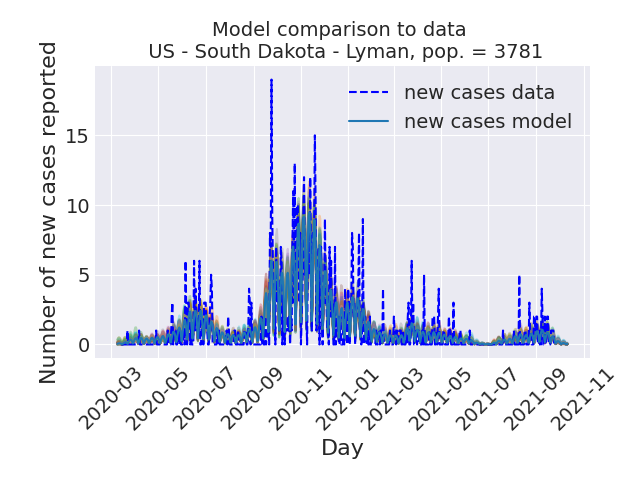 Model comparison to data
US - South Dakota - Lyman, pop. = 3781
new cases data
new cases model
Number of new cases reported
15
10
5
0
2020-03
2020-05
2020-07
2020-09
2020-11
2021-01
2021-03
2021-05
2021-07
2021-09
2021-11
Day